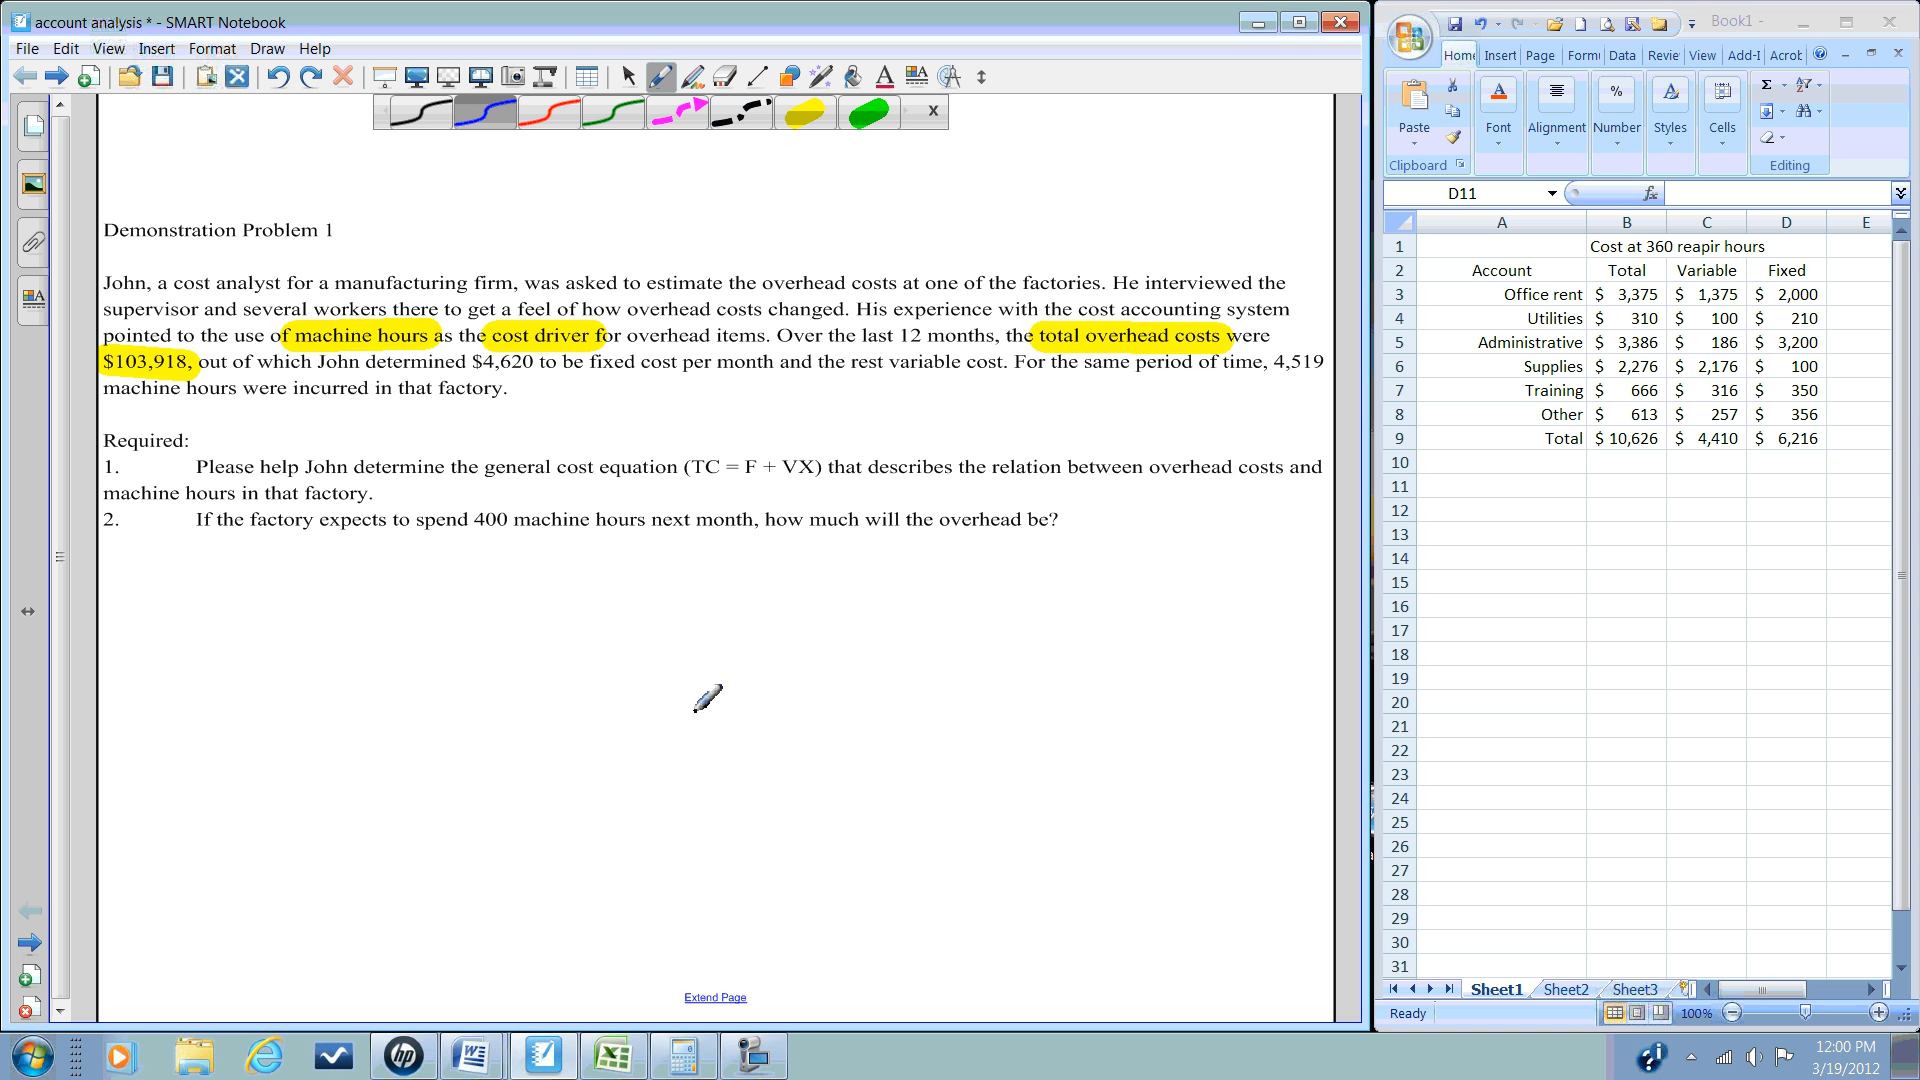 account analysis * - SMART Notebook
File Edit View Insert Format Draw Help
x
Demonstration Problem 1
John, a cost analyst for a manufacturing firm, was asked to estimate the overhead costs at one of the factories. He interviewed the
supervisor and several workers there to get a feel of how overhead costs changed. His experience with the cost accounting system
pointed to the use of machine hours as the cost driver for overhead items. Over the last 12 months, the total overhead costs were
$103,918, out of which John determined $4,620 to be fixed cost per month and the rest variable cost. For the same period of time, 4,519
machine hours were incurred in that factory.
Required:
1. Please help John determine the general cost equation (TC = F + VX) that describes the relation between overhead costs and
machine hours in that factory.
2. If the factory expects to spend 400 machine hours next month, how much will the overhead be?
Extend Page
Book1 -
Home Insert Page Formu Data Revie View Add-I Acrob
Paste Font Alignment Number Styles Cells
Clipboard Editing
D11 fx
A B C D E
1 Cost at 360 reapir hours
2 Account Total Variable Fixed
3 Office rent $ 3,375 $ 1,375 $ 2,000
4 Utilities $ 310 $ 100 $ 210
5 Administrative $ 3,386 $ 186 $ 3,200
6 Supplies $ 2,276 $ 2,176 $ 100
7 Training $ 666 $ 316 $ 350
8 Other $ 613 $ 257 $ 356
9 Total $ 10,626 $ 4,410 $ 6,216
10
11
12
13
14
15
16
17
18
19
20
21
22
23
24
25
26
27
28
29
30
31
Sheet1 Sheet2 Sheet3
Ready 100%
12:00 PM
3/19/2012